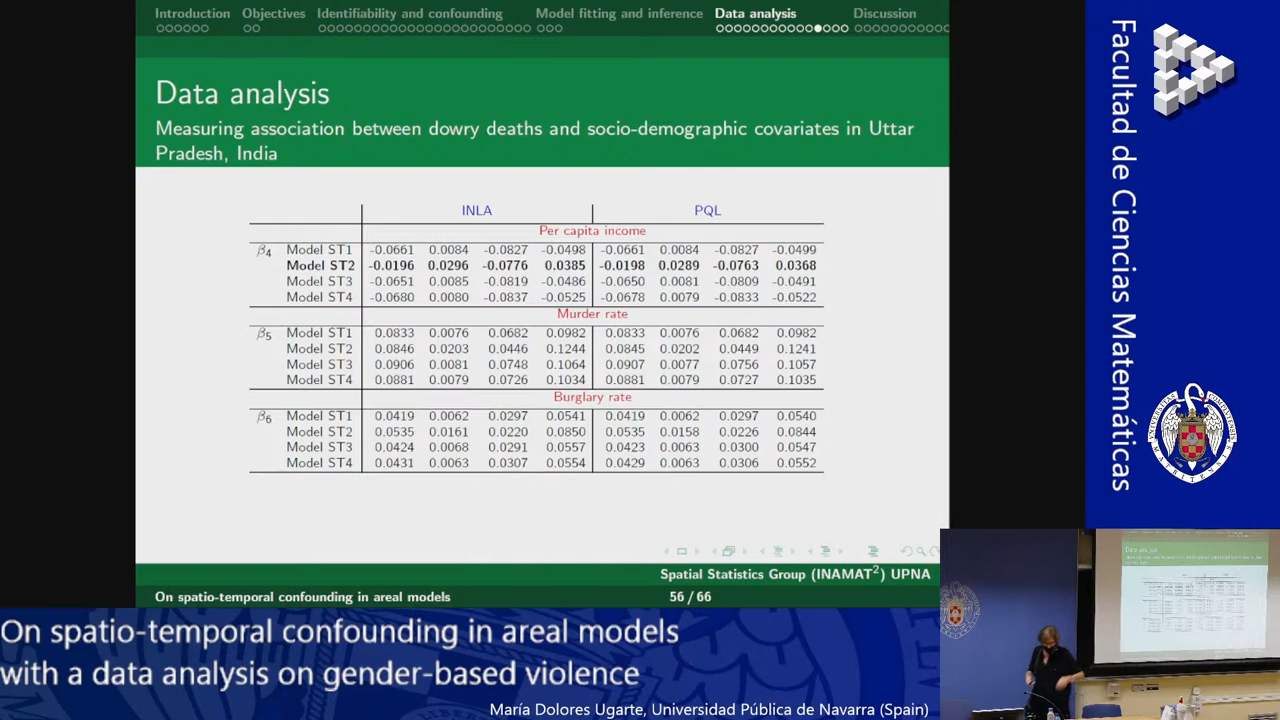 Introduction Objectives Identifiability and confounding Model fitting and inference Data analysis Discussion
Data analysis
Measuring association between dowry deaths and socio-demographic covariates in Uttar
Pradesh, India
INLA PQL
Per capita income
β4 Model ST1 -0.0661 0.0084 -0.0827 -0.0498 -0.0661 0.0084 -0.0827 -0.0499
Model ST2 -0.0196 0.0296 -0.0776 0.0385 -0.0198 0.0289 -0.0763 0.0368
Model ST3 -0.0652 0.0085 -0.0819 -0.0486 -0.0650 0.0081 -0.0809 -0.0491
Model ST4 -0.0680 0.0080 -0.0837 -0.0525 -0.0678 0.0079 -0.0833 -0.0522
Murder rate
β5 Model ST1 0.0833 0.0076 0.0682 0.0982 0.0833 0.0076 0.0682 0.0982
Model ST2 0.0846 0.0203 0.0446 0.1244 0.0845 0.0202 0.0449 0.1241
Model ST3 0.0906 0.0081 0.0748 0.1064 0.0907 0.0077 0.0756 0.1057
Model ST4 0.0881 0.0079 0.0726 0.1034 0.0881 0.0079 0.0727 0.1035
Burglary rate
β6 Model ST1 0.0419 0.0062 0.0297 0.0541 0.0419 0.0062 0.0297 0.0540
Model ST2 0.0535 0.0161 0.0220 0.0850 0.0535 0.0158 0.0226 0.0844
Model ST3 0.0424 0.0068 0.0291 0.0557 0.0423 0.0063 0.0300 0.0547
Model ST4 0.0431 0.0063 0.0307 0.0554 0.0429 0.0063 0.0306 0.0552
Spatial Statistics Group (INAMAT²) UPNA
On spatio-temporal confounding in areal models 56 / 66
Facultad de Ciencias Matemáticas
Data analysis
On spatio-temporal confounding in areal models
with a data analysis on gender-based violence
María Dolores Ugarte, Universidad Pública de Navarra (Spain)